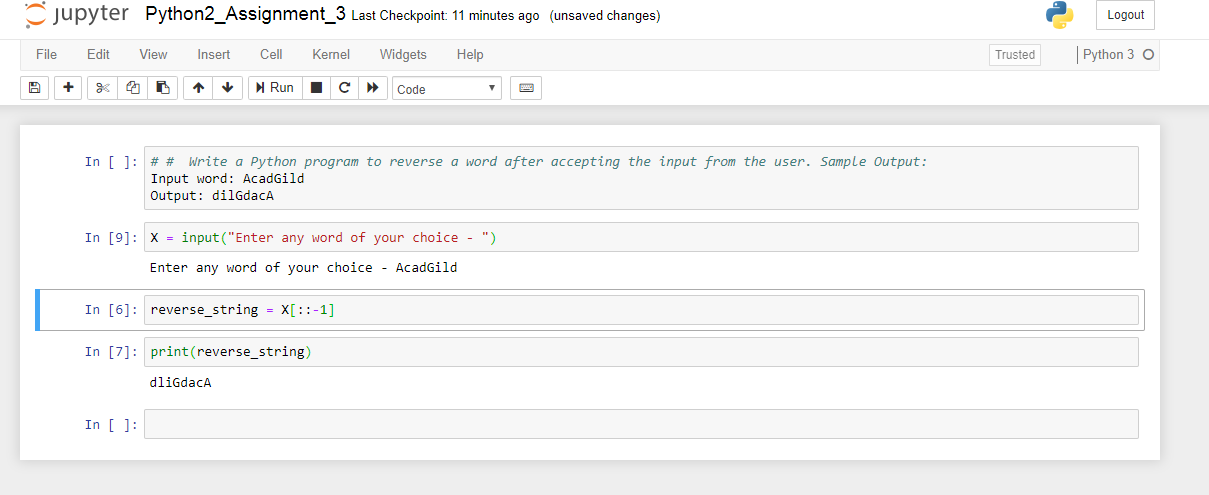 jupyter Python2_Assignment_3 Last Checkpoint: 11 minutes ago (unsaved changes) Logout
File Edit View Insert Cell Kernel Widgets Help Trusted Python 3
Run Code
In [ ]: # # Write a Python program to reverse a word after accepting the input from the user. Sample Output:
Input word: AcadGild
Output: dilGdacA
In [9]: X = input("Enter any word of your choice - ")
Enter any word of your choice - AcadGild
In [6]: reverse_string = X[::-1]
In [7]: print(reverse_string)
dliGdacA
In [ ]: